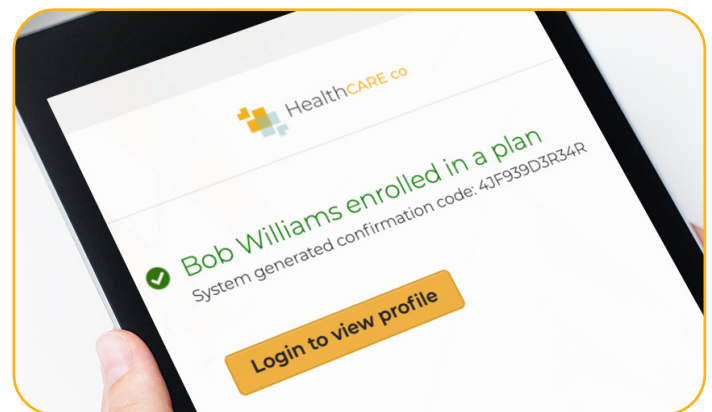 HealthCARE co
Bob Williams enrolled in a plan
System generated confirmation code: 4JF939D3R34R
Login to view profile